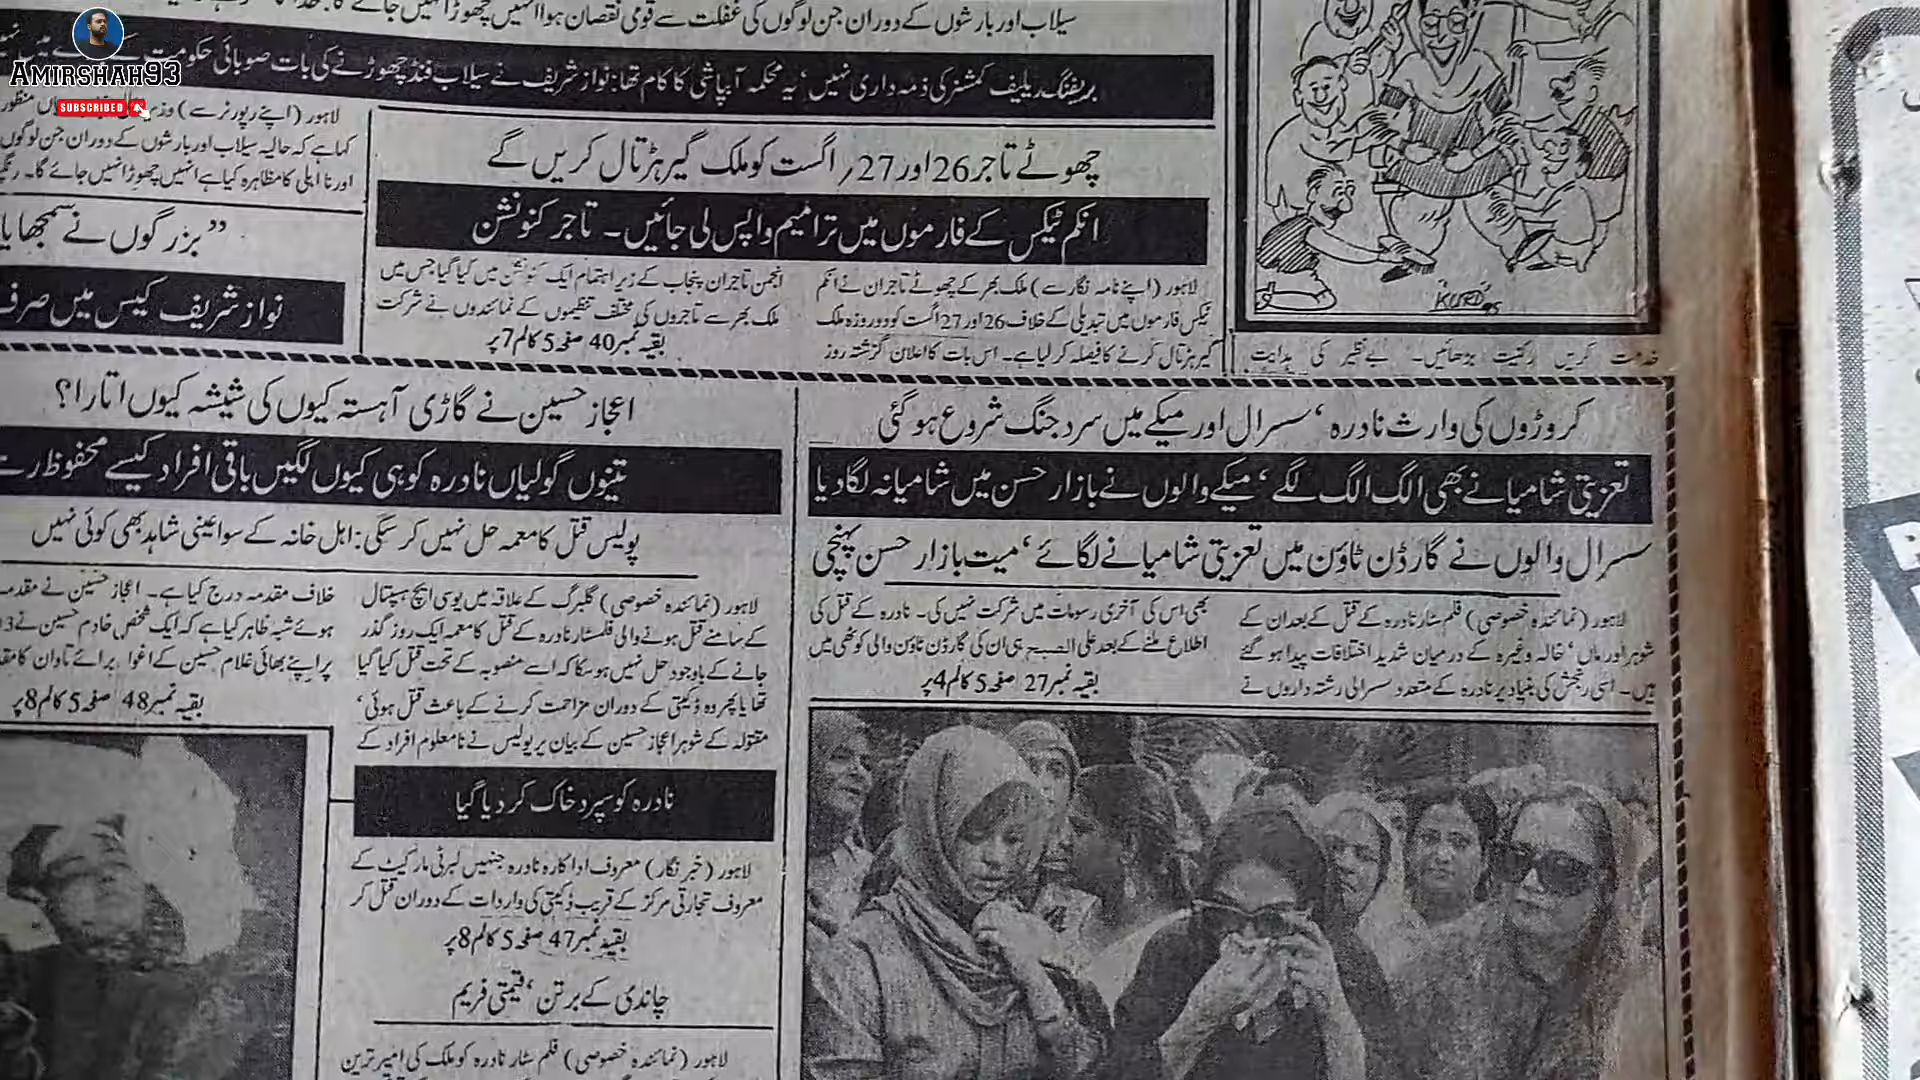 AMIRSHAH93
SUBSCRIBED
سیلاب اور بارشوں کے دوران جن لوگوں کی غفلت سے قومی نقصان ہوا انہیں چھوڑا نہیں جائے گا
بریفنگ ریلیف کمشنر کی ذمہ داری نہیں‘ یہ محکمہ آبپاشی کا کام تھا: نواز شریف نے سیلاب فنڈ چھوڑنے کی بات صوبائی حکومت
لاہور (اپنے رپورٹر سے)
کہا ہے کہ حالیہ سیلاب اور بارشوں کے دوران جن لوگوں
اور نااہلی کا مظاہرہ کیا ہے انہیں چھوڑا نہیں جائے گا۔
” بزرگوں نے سمجھایا
نواز شریف کیس میں صرف
چھوٹے تاجر 26 اور 27/ اگست کو ملک گیر ہڑتال کریں گے
انکم ٹیکس کے فارموں میں ترامیم واپس لی جائیں۔ تاجر کنونشن
لاہور (اپنے نامہ نگار سے) ملک بھر کے چھوٹے تاجران نے انکم
ٹیکس فارموں میں تبدیلی کے خلاف 26 اور 27 اگست کو دو روزہ ملک
گیر ہڑتال کرنے کا فیصلہ کر لیا ہے۔ اس بات کا اعلان گزشتہ روز
انجمن تاجران پنجاب کے زیر اہتمام ایک کنونشن میں کیا گیا جس میں
ملک بھر سے تاجروں کی مختلف تنظیموں کے نمائندوں نے شرکت
بقیہ نمبر 40 صفحہ 5 کالم 7 پر
KURD 95
خدمت کریں رکنیت بڑھائیں۔ بے نظیر کی ہدایت
کروڑوں کی وارث نادرہ‘ سسرال اور میکے میں سرد جنگ شروع ہو گئی
تعزیتی شامیانے بھی الگ الگ لگے‘ میکے والوں نے بازار حسن میں شامیانہ لگا دیا
سسرال والوں نے گارڈن ٹاؤن میں تعزیتی شامیانے لگائے‘ میت بازار حسن پہنچی
لاہور (نمائندہ خصوصی) فلم سٹار نادرہ کے قتل کے بعد ان کے
شوہر اور ماں‘ خالہ وغیرہ کے درمیان شدید اختلافات پیدا ہو گئے
ہیں۔ اسی رنجش کی بنیاد پر نادرہ کے متعدد سسرالی رشتہ داروں نے
بھی اس کی آخری رسومات میں شرکت نہیں کی۔ نادرہ کے قتل کی
اطلاع ملنے کے بعد علی الصبح ہی ان کی گارڈن ٹاؤن والی کوٹھی میں
بقیہ نمبر 27 صفحہ 5 کالم 4 پر
اعجاز حسین نے گاڑی آہستہ کیوں کی شیشہ کیوں اتارا؟
تینوں گولیاں نادرہ کو ہی کیوں لگیں باقی افراد کیسے محفوظ رہے
پولیس قتل کا معمہ حل نہیں کر سکی: اہل خانہ کے سوا عینی شاہد بھی کوئی نہیں
لاہور (نمائندہ خصوصی) گلبرگ کے علاقہ میں یوسی ایچ ہسپتال
کے سامنے قتل ہونے والی فلمسٹار نادرہ کے قتل کا معمہ ایک روز گذر
جانے کے باوجود حل نہیں ہو سکا کہ اسے منصوبہ کے تحت قتل کیا گیا
تھا یا پھر وہ ڈکیتی کے دوران مزاحمت کرنے کے باعث قتل ہوئی‘
مقتولہ کے شوہر اعجاز حسین کے بیان پر پولیس نے نامعلوم افراد کے
خلاف مقدمہ درج کیا ہے۔ اعجاز حسین نے مقدمہ
ہوئے شبہ ظاہر کیا ہے کہ ایک شخص خادم حسین نے
پر اپنے بھائی غلام حسین کے اغواء برائے تاوان کا مقدمہ
بقیہ نمبر 48 صفحہ 5 کالم 8 پر
نادرہ کو سپرد خاک کر دیا گیا
لاہور (خبر نگار) معروف اداکارہ نادرہ جنہیں لبرٹی مارکیٹ کے
معروف تجارتی مرکز کے قریب ڈکیتی کی واردات کے دوران قتل کر
بقیہ نمبر 47 صفحہ 5 کالم 8 پر
چاندی کے برتن‘ قیمتی فریم
لاہور (نمائندہ خصوصی) فلم سٹار نادرہ کو ملک کی امیر ترین